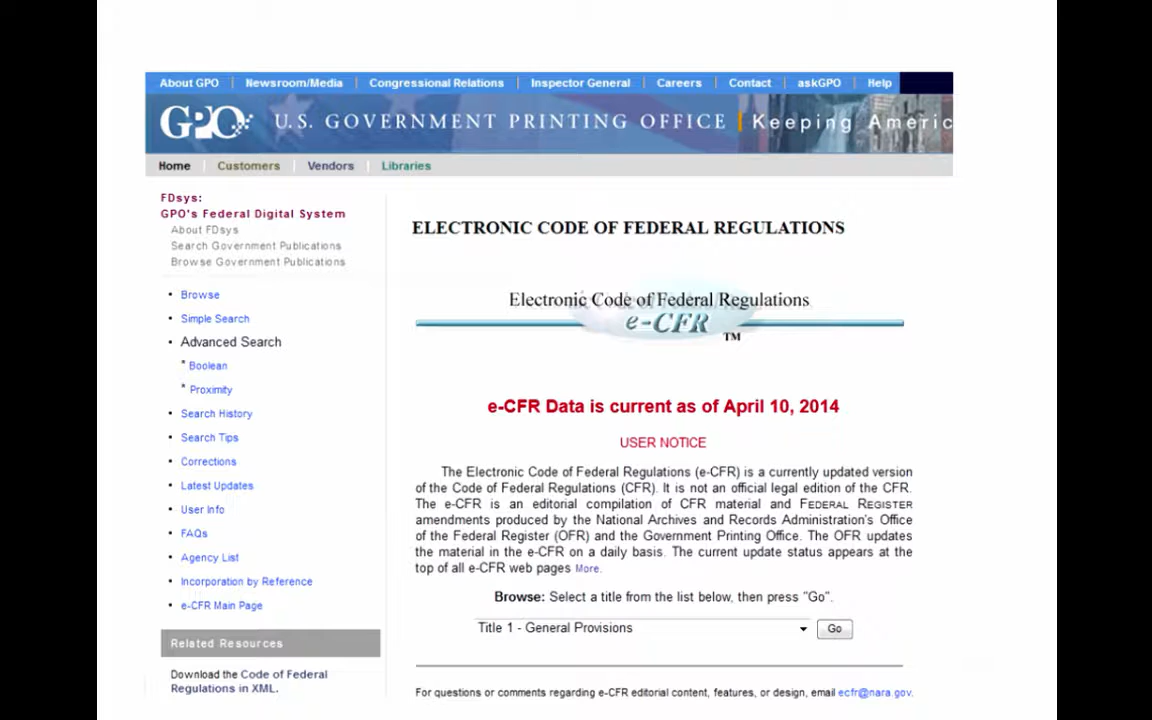 About GPO | Newsroom/Media | Congressional Relations | Inspector General | Careers | Contact | askGPO | Help
GPO U.S. GOVERNMENT PRINTING OFFICE | Keeping Americ
Home | Customers | Vendors | Libraries
FDsys:
GPO's Federal Digital System
About FDsys
Search Government Publications
Browse Government Publications
• Browse
• Simple Search
• Advanced Search
* Boolean
* Proximity
• Search History
• Search Tips
• Corrections
• Latest Updates
• User Info
• FAQs
• Agency List
• Incorporation by Reference
• e-CFR Main Page
Related Resources
Download the Code of Federal
Regulations in XML.
ELECTRONIC CODE OF FEDERAL REGULATIONS
Electronic Code of Federal Regulations
e-CFR
TM
e-CFR Data is current as of April 10, 2014
USER NOTICE
The Electronic Code of Federal Regulations (e-CFR) is a currently updated version
of the Code of Federal Regulations (CFR). It is not an official legal edition of the CFR.
The e-CFR is an editorial compilation of CFR material and FEDERAL REGISTER
amendments produced by the National Archives and Records Administration's Office
of the Federal Register (OFR) and the Government Printing Office. The OFR updates
the material in the e-CFR on a daily basis. The current update status appears at the
top of all e-CFR web pages More.
Browse: Select a title from the list below, then press "Go".
Title 1 - General Provisions Go
For questions or comments regarding e-CFR editorial content, features, or design, email ecfr@nara.gov.